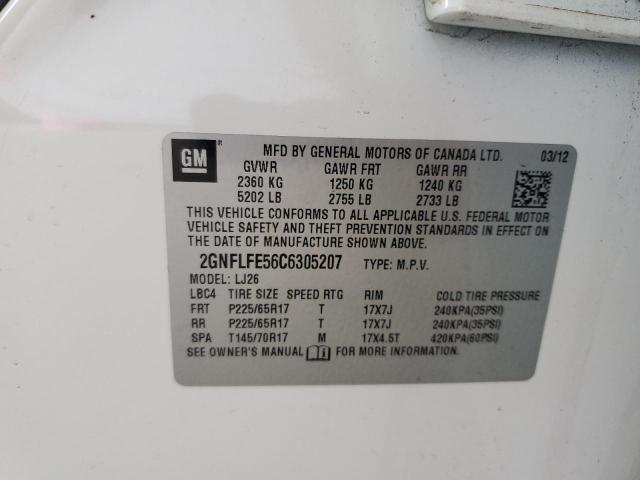 GM
MFD BY GENERAL MOTORS OF CANADA LTD. 03/12
GVWR GAWR FRT GAWR RR
2360 KG 1250 KG 1240 KG
5202 LB 2755 LB 2733 LB
THIS VEHICLE CONFORMS TO ALL APPLICABLE U.S. FEDERAL MOTOR
VEHICLE SAFETY AND THEFT PREVENTION STANDARDS IN EFFECT ON
THE DATE OF MANUFACTURE SHOWN ABOVE.
2GNFLFE56C6305207 TYPE: M.P.V.
MODEL: LJ26
LBC4 TIRE SIZE SPEED RTG RIM COLD TIRE PRESSURE
FRT P225/65R17 T 17X7J 240KPA(35PSI)
RR P225/65R17 T 17X7J 240KPA(35PSI)
SPA T145/70R17 M 17X4.5T 420KPA(60PSI)
SEE OWNER'S MANUAL FOR MORE INFORMATION.